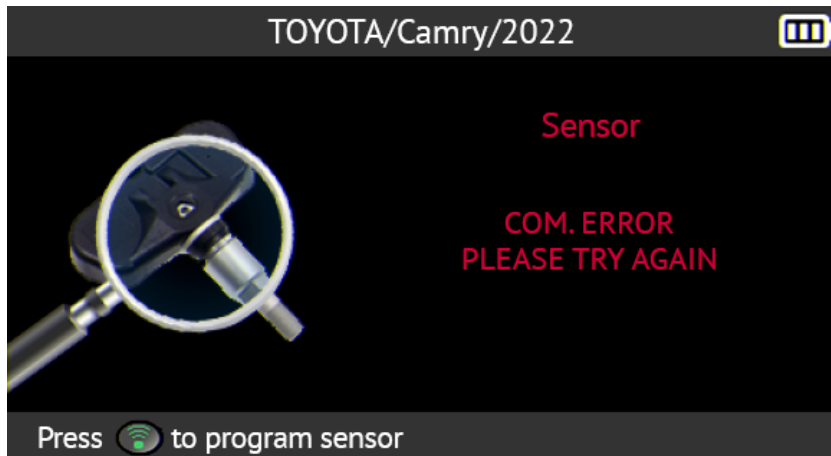 TOYOTA/Camry/2022
Sensor
COM. ERROR
PLEASE TRY AGAIN
Press to program sensor